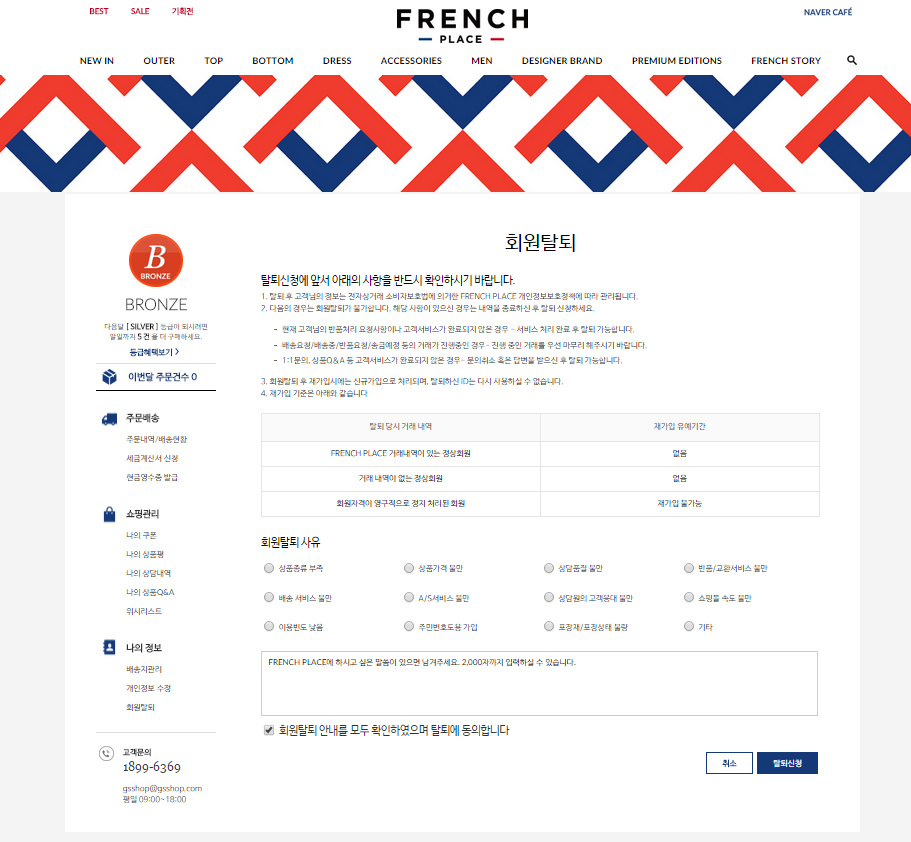 BEST SALE 기획전
FRENCH
PLACE
NAVER CAFÉ
NEW IN OUTER TOP BOTTOM DRESS ACCESSORIES MEN DESIGNER BRAND PREMIUM EDITIONS FRENCH STORY
B
BRONZE
BRONZE
다음달 [ SILVER ] 등급이 되시려면
말일까지 5 건 을 더 구매하세요.
등급혜택보기 >
이번달 주문건수 0
주문배송
주문내역/배송현황
세금계산서 신청
현금영수증 발급
쇼핑관리
나의 쿠폰
나의 상품평
나의 상담내역
나의 상품Q&A
위시리스트
나의 정보
배송지관리
개인정보 수정
회원탈퇴
고객문의
1899-6369
gsshop@gsshop.com
평일 09:00~18:00
회원탈퇴
탈퇴신청에 앞서 아래의 사항을 반드시 확인하시기 바랍니다.
1. 탈퇴 후 고객님의 정보는 전자상거래 소비자보호법에 의거한 FRENCH PLACE 개인정보보호정책에 따라 관리됩니다.
2. 다음의 경우는 회원탈퇴가 불가합니다. 해당 사항이 있으신 경우는 내역을 종료하신 후 탈퇴 신청하세요.
- 현재 고객님의 반품처리 요청사항이나 고객서비스가 완료되지 않은 경우 - 서비스 처리 완료 후 탈퇴 가능합니다.
- 배송요청/배송중/반품요청/송금예정 등의 거래가 진행중인 경우- 진행 중인 거래를 우선 마무리 해주시기 바랍니다.
- 1:1문의, 상품Q&A 등 고객서비스가 완료되지 않은 경우- 문의취소 혹은 답변을 받으신 후 탈퇴 가능합니다.
3. 회원탈퇴 후 재가입시에는 신규가입으로 처리되며, 탈퇴하신 ID는 다시 사용하실 수 없습니다.
4. 재가입 기준은 아래와 같습니다
탈퇴 당시 거래 내역 재가입 유예기간
FRENCH PLACE 거래내역이 있는 정상회원 없음
거래 내역이 없는 정상회원 없음
회원자격이 영구적으로 정지 처리된 회원 재가입 불가능
회원탈퇴 사유
상품종류 부족 상품가격 불만 상담품질 불만 반품/교환서비스 불만
배송 서비스 불만 A/S서비스 불만 상담원의 고객응대 불만 쇼핑몰 속도 불만
이용빈도 낮음 주민번호도용 가입 포장재/포장상태 불량 기타
FRENCH PLACE에 하시고 싶은 말씀이 있으면 남겨주세요. 2,000자까지 입력하실 수 있습니다.
회원탈퇴 안내를 모두 확인하였으며 탈퇴에 동의합니다
취소 탈퇴신청